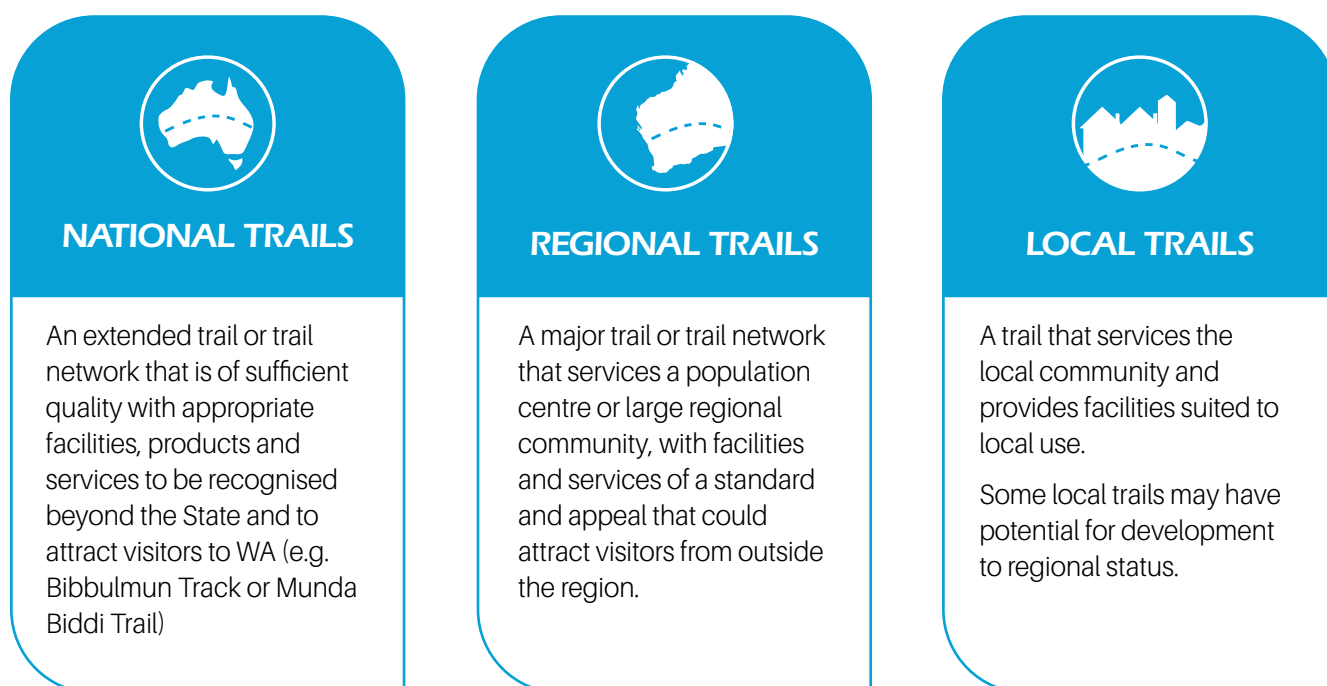 NATIONAL TRAILS
An extended trail or trail
network that is of sufficient
quality with appropriate
facilities, products and
services to be recognised
beyond the State and to
attract visitors to WA (e.g.
Bibbulmun Track or Munda
Biddi Trail)
REGIONAL TRAILS
A major trail or trail network
that services a population
centre or large regional
community, with facilities
and services of a standard
and appeal that could
attract visitors from outside
the region.
LOCAL TRAILS
A trail that services the
local community and
provides facilities suited to
local use.
Some local trails may have
potential for development
to regional status.